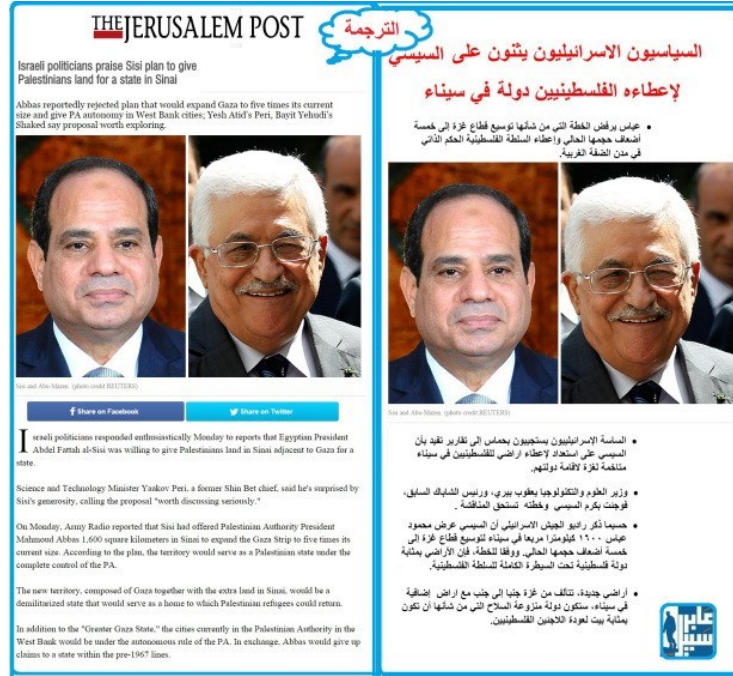 THE JERUSALEM POST
Israeli politicians praise Sisi plan to give
Palestinians land for a state in Sinai
Abbas reportedly rejected plan that would expand Gaza to five times its current
size and give PA autonomy in West Bank cities; Yesh Atid's Peri, Bayit Yehudi's
Shaked say proposal worth exploring.
Sisi and Abu Mazen. (photo credit:REUTERS)
Share on Facebook
Share on Twitter
Israeli politicians responded enthusiastically Monday to reports that Egyptian President
Abdel Fattah al-Sisi was willing to give Palestinians land in Sinai adjacent to Gaza for a
state.
Science and Technology Minister Yaakov Peri, a former Shin Bet chief, said he's surprised by
Sisi's generosity, calling the proposal "worth discussing seriously."
On Monday, Army Radio reported that Sisi had offered Palestinian Authority President
Mahmoud Abbas 1,600 square kilometers in Sinai to expand the Gaza Strip to five times its
current size. According to the plan, the territory would serve as a Palestinian state under the
complete control of the PA.
The new territory, composed of Gaza together with the extra land in Sinai, would be a
demilitarized state that would serve as a home to which Palestinian refugees could return.
In addition to the "Greater Gaza State," the cities currently in the Palestinian Authority in the
West Bank would be under the autonomous rule of the PA. In exchange, Abbas would give up
claims to a state within the pre-1967 lines.
الترجمة
السياسيون الاسرائيليون يثنون على السيسي
لإعطاءه الفلسطينيين دولة في سيناء
• عباس يرفض الخطة التي من شأنها توسيع قطاع غزة إلى خمسة
أضعاف حجمها الحالي وإعطاء السلطة الفلسطينية الحكم الذاتي
في مدن الضفة الغربية.
Sisi and Abu Mazen. (photo credit:REUTERS)
• الساسة الإسرائيليون يستجيبون بحماس إلى تقارير تفيد بأن
السيسي على استعداد لإعطاء اراضي للفلسطينيين في سيناء
متاخمة لغزة لاقامة دولتهم.
• وزير العلوم والتكنولوجيا يعقوب بيري، ورئيس الشاباك السابق،
فوجئت بكرم السيسي وخطته تستحق المناقشة .
• حسبما ذكر راديو الجيش الاسرائيلي أن السيسي عرض محمود
عباس ١٦٠٠ كيلومترا مربعا في سيناء لتوسيع قطاع غزة إلى
خمسة أضعاف حجمها الحالي. ووفقا للخطة، فإن الأراضي بمثابة
دولة فلسطينية تحت السيطرة الكاملة للسلطة الفلسطينية.
• أراضي جديدة، تتألف من غزة جنبا إلى جنب مع اراض إضافية
في سيناء، ستكون دولة منزوعة السلاح التي من شأنها أن تكون
بمثابة بيت لعودة اللاجئين الفلسطينيين.
عابر سبيل